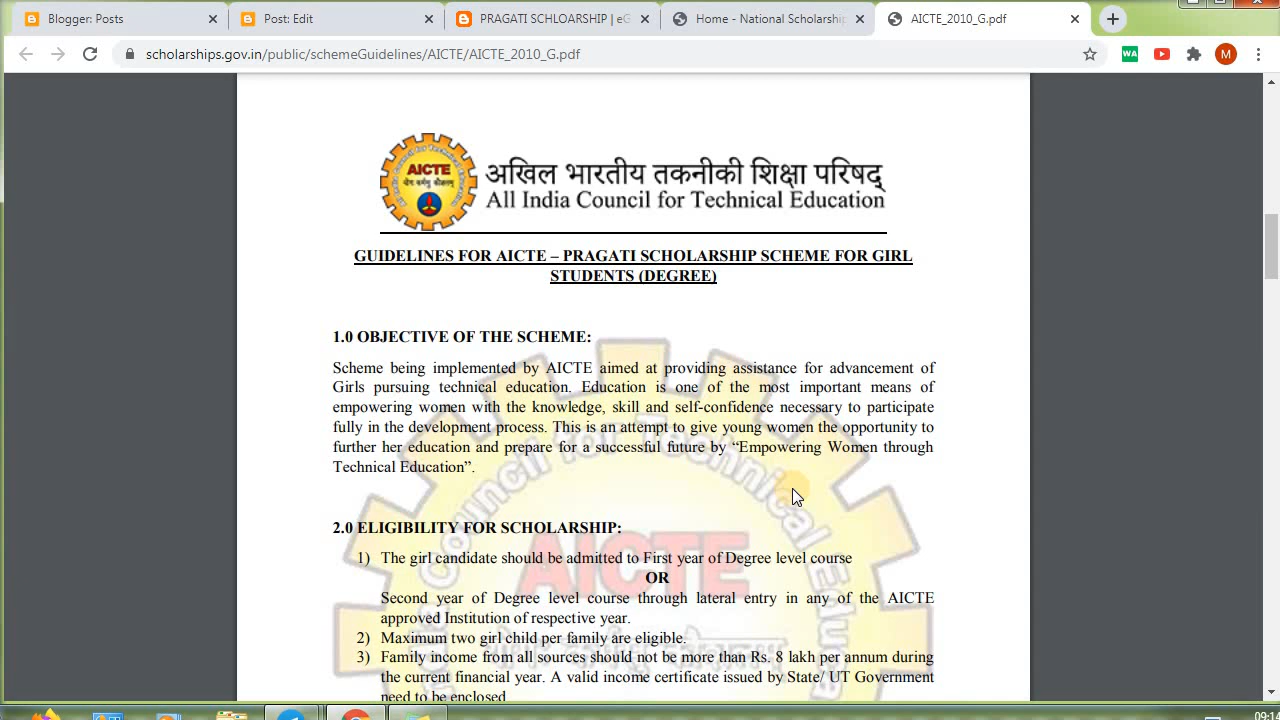 Blogger: Posts
Post: Edit
PRAGATI SCHLOARSHIP | eG
Home - National Scholarship
AICTE_2010_G.pdf
scholarships.gov.in/public/schemeGuidelines/AICTE/AICTE_2010_G.pdf
WA
M
AICTE
अखिल भारतीय तकनीकी शिक्षा परिषद्
All India Council for Technical Education
GUIDELINES FOR AICTE – PRAGATI SCHOLARSHIP SCHEME FOR GIRL
STUDENTS (DEGREE)
1.0 OBJECTIVE OF THE SCHEME:
Scheme being implemented by AICTE aimed at providing assistance for advancement of
Girls pursuing technical education. Education is one of the most important means of
empowering women with the knowledge, skill and self-confidence necessary to participate
fully in the development process. This is an attempt to give young women the opportunity to
further her education and prepare for a successful future by “Empowering Women through
Technical Education”.
2.0 ELIGIBILITY FOR SCHOLARSHIP:
1) The girl candidate should be admitted to First year of Degree level course
OR
Second year of Degree level course through lateral entry in any of the AICTE
approved Institution of respective year.
2) Maximum two girl child per family are eligible.
3) Family income from all sources should not be more than Rs. 8 lakh per annum during
the current financial year. A valid income certificate issued by State/ UT Government
need to be enclosed
AICTE